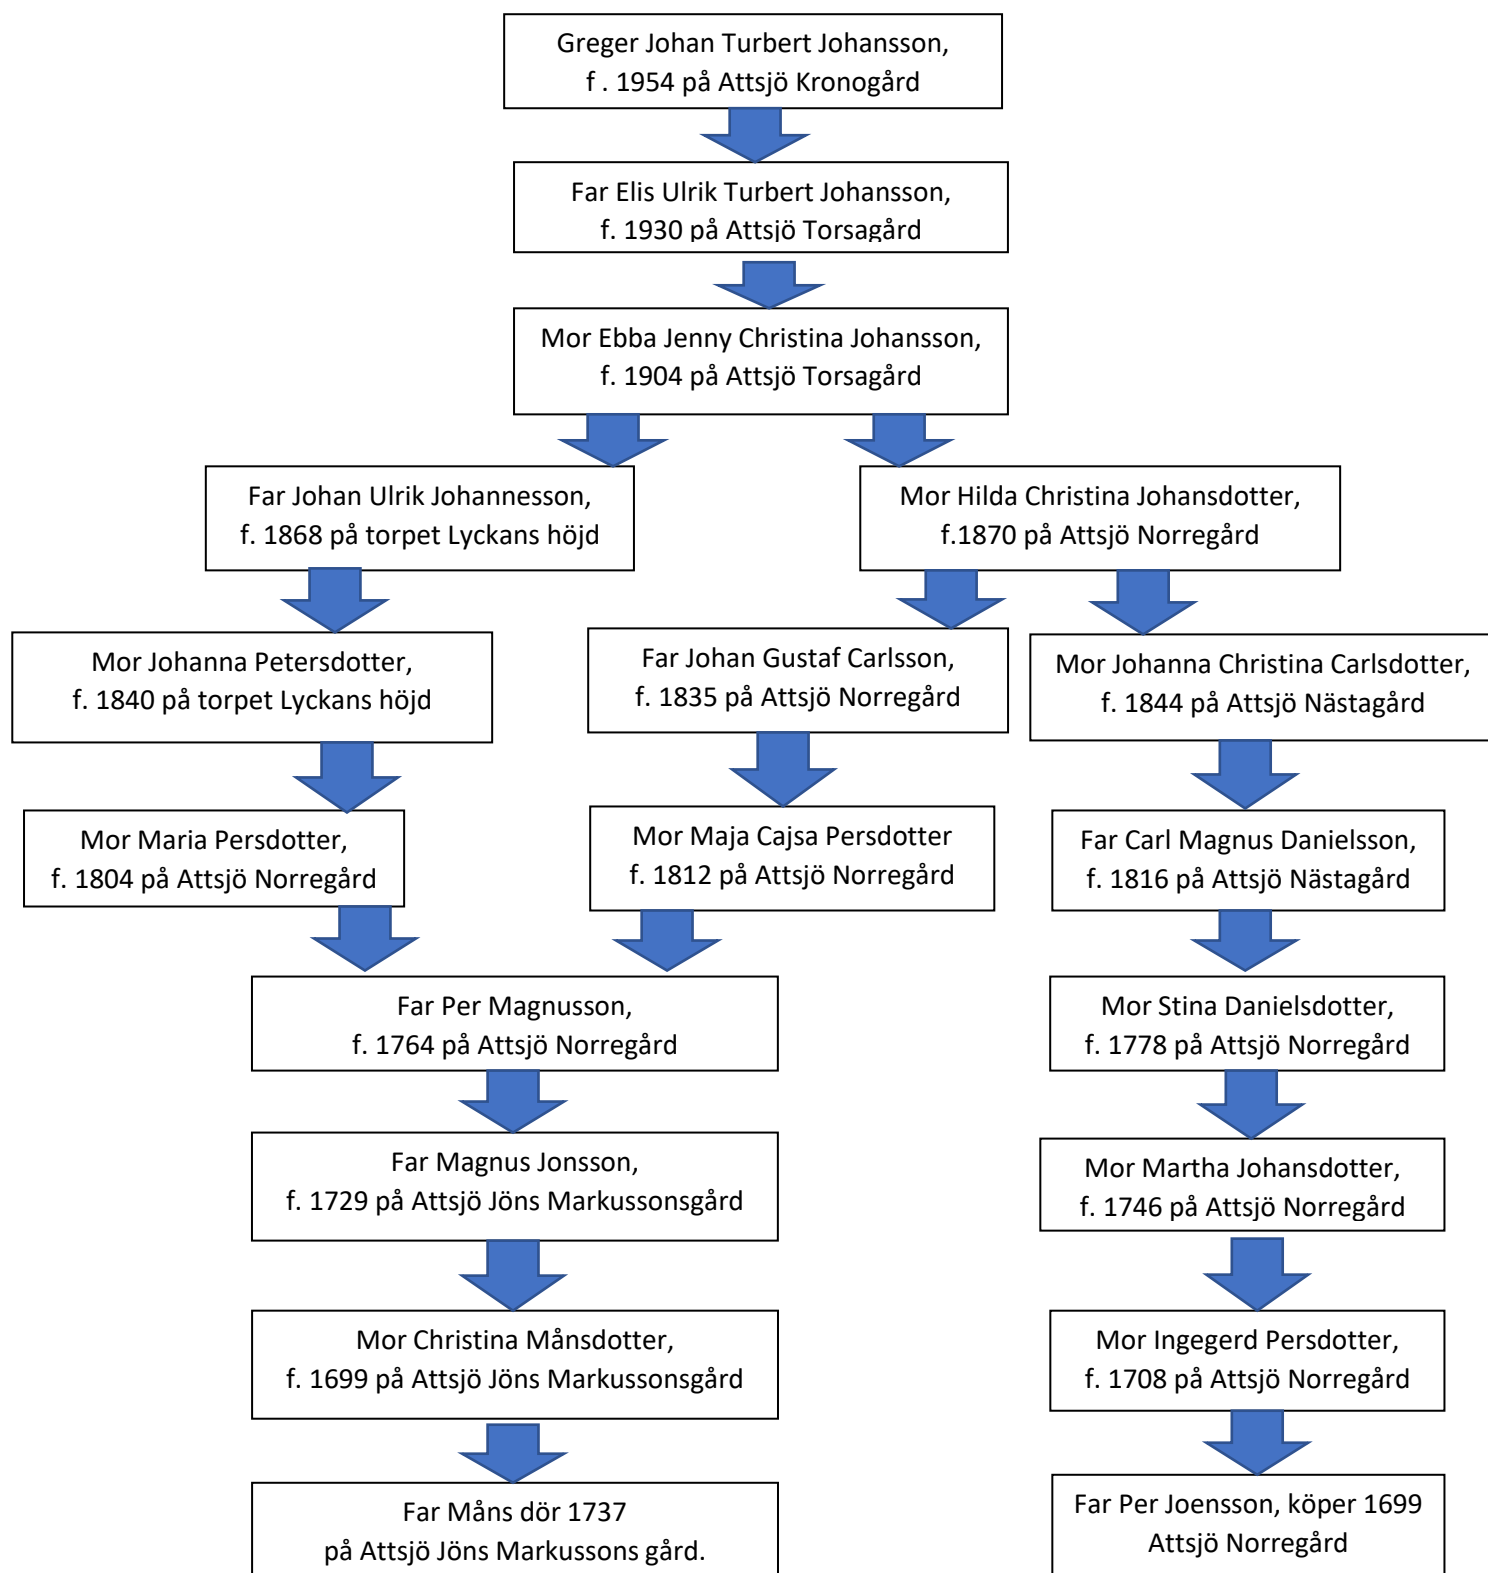 Greger Johan Turbert Johansson,
f . 1954 på Attsjö Kronogård
Far Elis Ulrik Turbert Johansson,
f. 1930 på Attsjö Torsagård
Mor Ebba Jenny Christina Johansson,
f. 1904 på Attsjö Torsagård
Far Johan Ulrik Johannesson,
f. 1868 på torpet Lyckans höjd
Mor Hilda Christina Johansdotter,
f.1870 på Attsjö Norregård
Mor Johanna Petersdotter,
f. 1840 på torpet Lyckans höjd
Far Johan Gustaf Carlsson,
f. 1835 på Attsjö Norregård
Mor Johanna Christina Carlsdotter,
f. 1844 på Attsjö Nästagård
Mor Maria Persdotter,
f. 1804 på Attsjö Norregård
Mor Maja Cajsa Persdotter
f. 1812 på Attsjö Norregård
Far Carl Magnus Danielsson,
f. 1816 på Attsjö Nästagård
Far Per Magnusson,
f. 1764 på Attsjö Norregård
Mor Stina Danielsdotter,
f. 1778 på Attsjö Norregård
Far Magnus Jonsson,
f. 1729 på Attsjö Jöns Markussonsgård
Mor Martha Johansdotter,
f. 1746 på Attsjö Norregård
Mor Christina Månsdotter,
f. 1699 på Attsjö Jöns Markussonsgård
Mor Ingegerd Persdotter,
f. 1708 på Attsjö Norregård
Far Måns dör 1737
på Attsjö Jöns Markussons gård.
Far Per Joensson, köper 1699
Attsjö Norregård